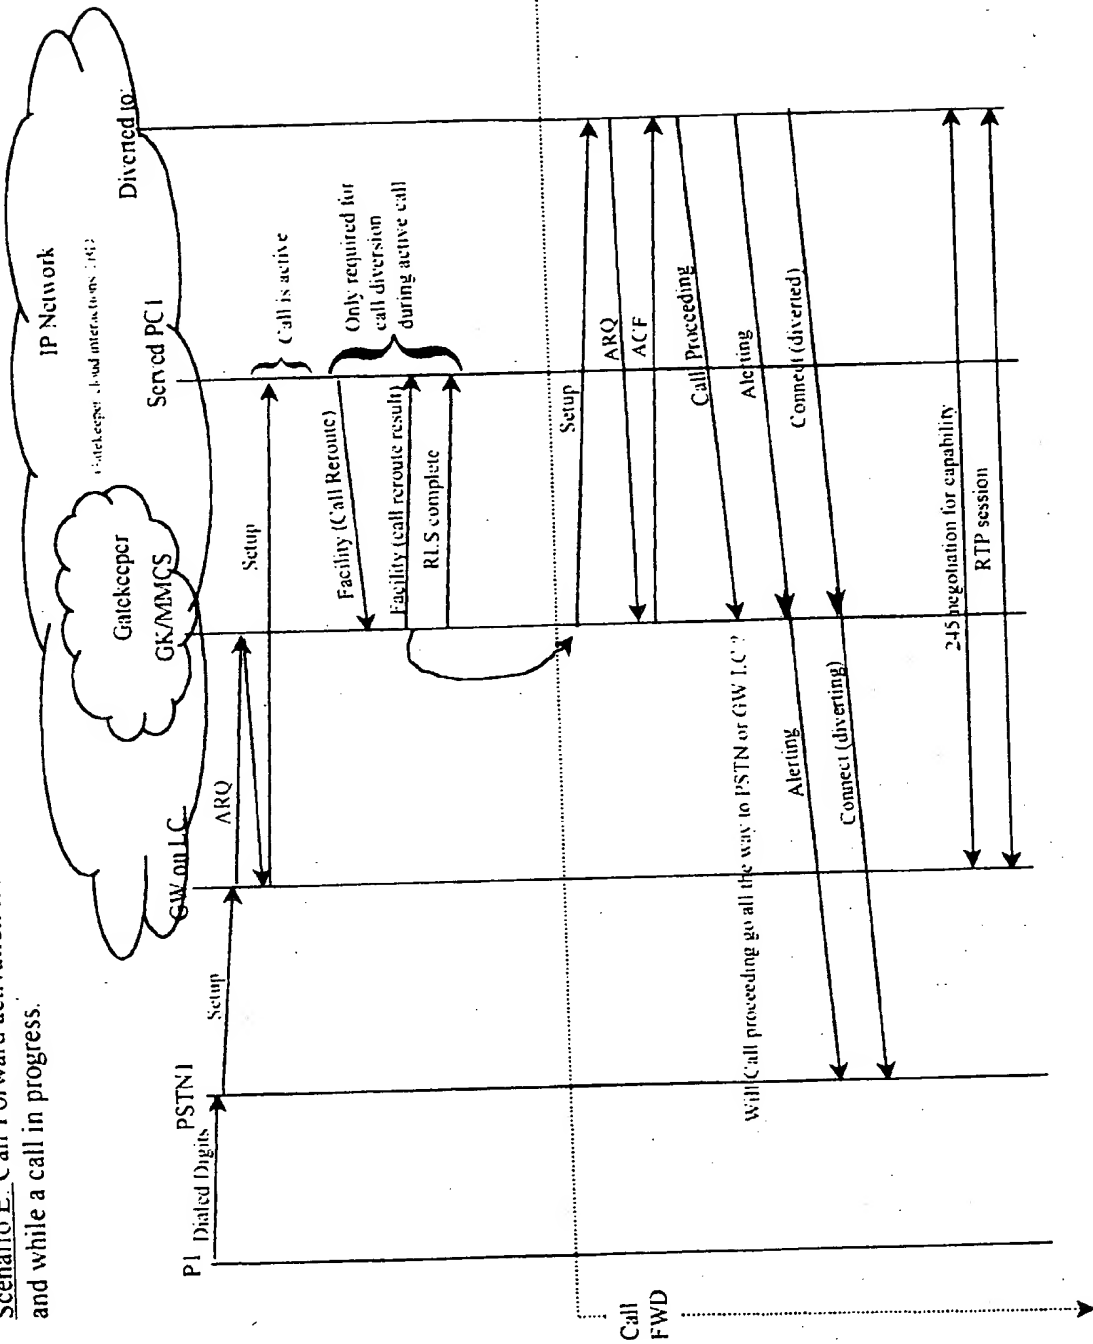 Scenario E: Call Forward
and while a call in progress.
IP Network
Gatekeeper cloud interactions
Gatekeeper
GK/MMCS
GW on LC
Served PC1
Diverted to:
P1
PSTN1
Dialed Digits
Setup
ARQ
Setup
Call is active
Facility (Call Reroute)
Facility (call reroute result)
RLS complete
Only required for
call diversion
during active call
Call
FWD
Setup
ARQ
ACF
Call Proceeding
Alerting
Connect (diverted)
Will Call proceeding go all the way to PSTN or GW LC ?
Alerting
Connect (diverting)
245 negotiation for capability
RTP session